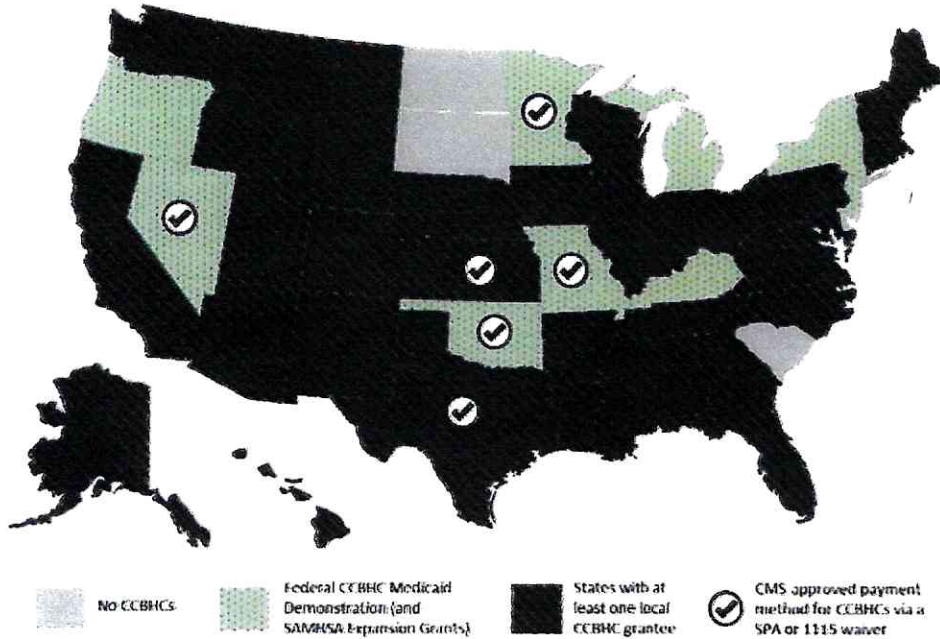 No CCBHCs
Federal CCBHC Medicaid
Demonstration (and
SAMHSA Expansion Grants)
States with at
least one local
CCBHC grantee
CMS approved payment
method for CCBHCs via a
SPA or 1115 waiver